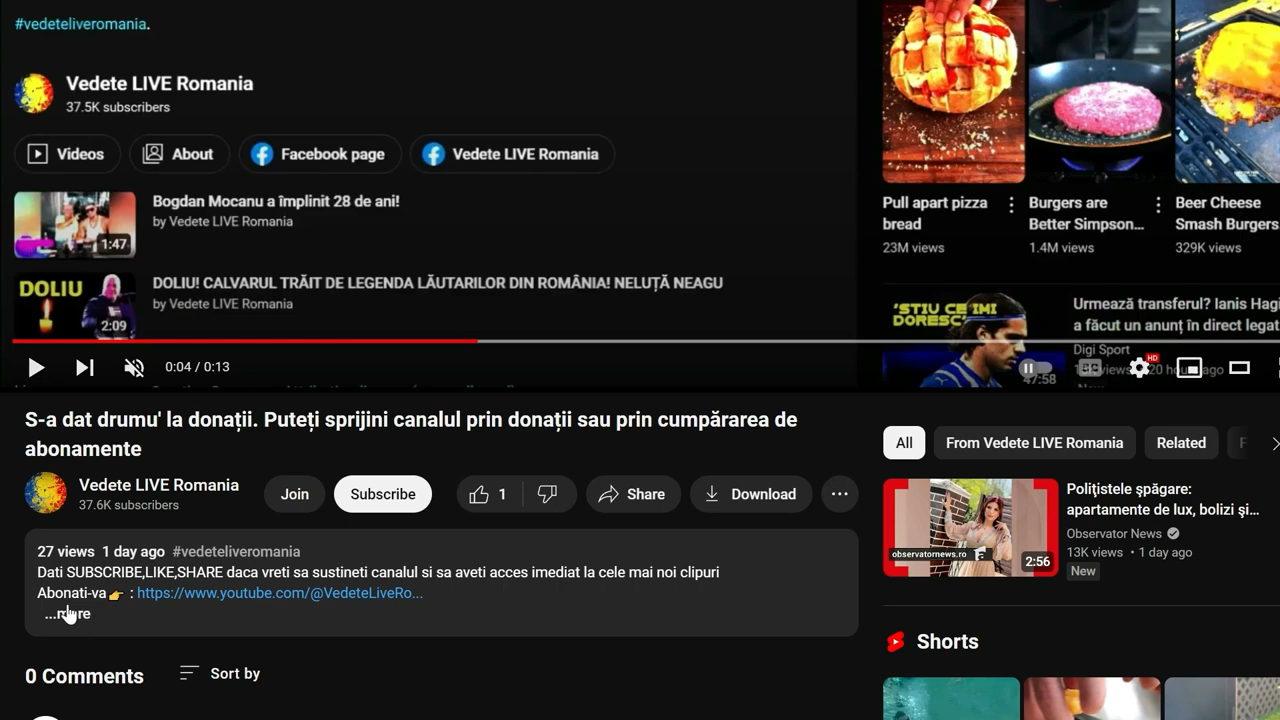 #vedeteliveromania.
Vedete LIVE Romania
37.5K subscribers
Videos
About
Facebook page
Vedete LIVE Romania
Bogdan Mocanu a împlinit 28 de ani!
by Vedete LIVE Romania
1:47
DOLIU! CALVARUL TRĂIT DE LEGENDA LĂUTARILOR DIN ROMÂNIA! NELUȚĂ NEAGU
by Vedete LIVE Romania
DOLIU
2:09
0:04 / 0:13
Pull apart pizza
bread
23M views
Burgers are
Better Simpson...
1.4M views
Beer Cheese
Smash Burgers
329K views
'STIU CE IMI
DORESC'
47:58
Urmează transferul? Ianis Hagi
a făcut un anunț în direct legat
Digi Sport
HD
S-a dat drumu' la donații. Puteți sprijini canalul prin donații sau prin cumpărarea de
abonamente
Vedete LIVE Romania
37.6K subscribers
Join
Subscribe
1
Share
Download
27 views 1 day ago #vedeteliveromania
Dati SUBSCRIBE,LIKE,SHARE daca vreti sa sustineti canalul si sa aveti acces imediat la cele mai noi clipuri
Abonati-va👉 : https://www.youtube.com/@VedeteLiveRo...
...more
0 Comments
Sort by
All
From Vedete LIVE Romania
Related
Polițistele șpăgare:
apartamente de lux, bolizi și...
Observator News
13K views • 1 day ago
New
observatornews.ro
2:56
Shorts